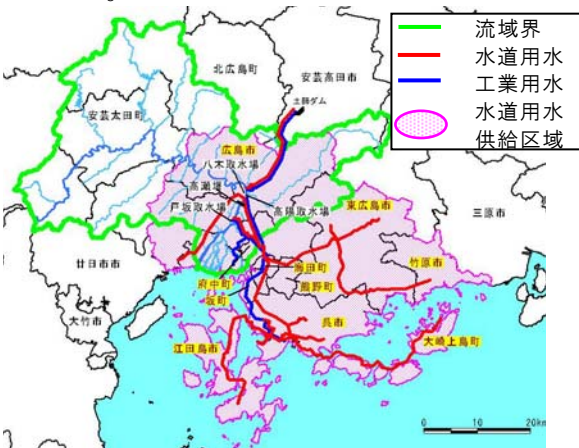 流域界
水道用水
工業用水
水道用水
供給区域
北広島町
安芸高田市
土師ダム
安芸太田町
広島市
八木取水場
高瀬堰
戸坂取水場
高陽取水場
東広島市
三原市
廿日市市
海田町
竹原市
府中町
熊野町
坂町
大竹市
呉市
江田島市
大崎上島町
0 10 20km